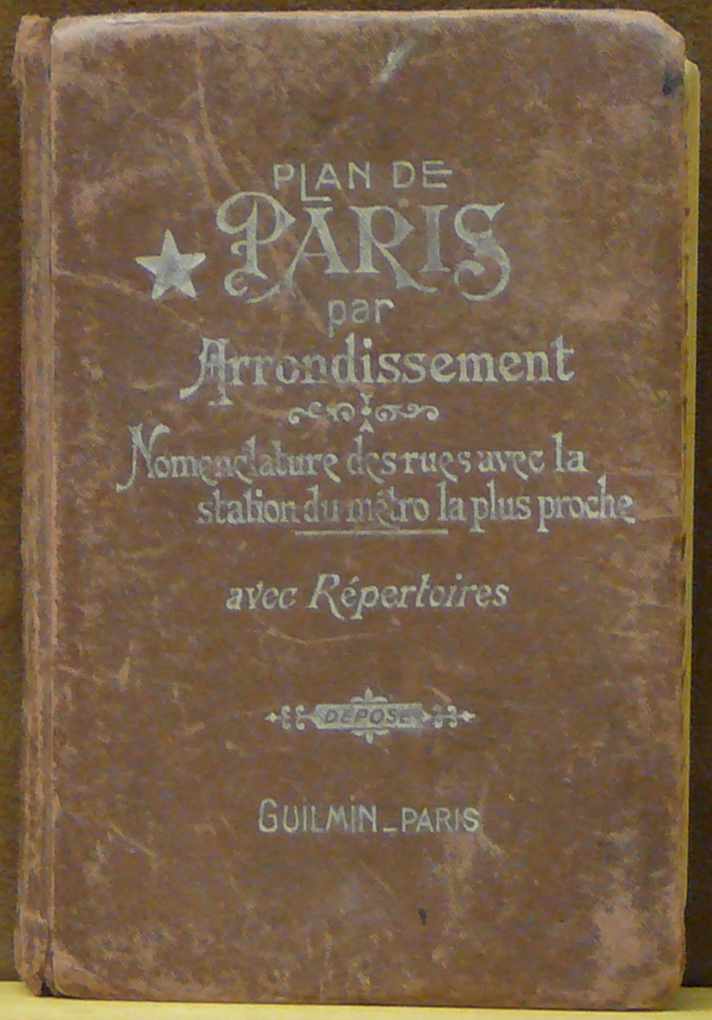 PLAN DE
PARIS
par
Arrondissement
Nomenclature des rues avec la
station du métro la plus proche
avec Répertoires
DÉPOSÉ
GUILMIN_PARIS